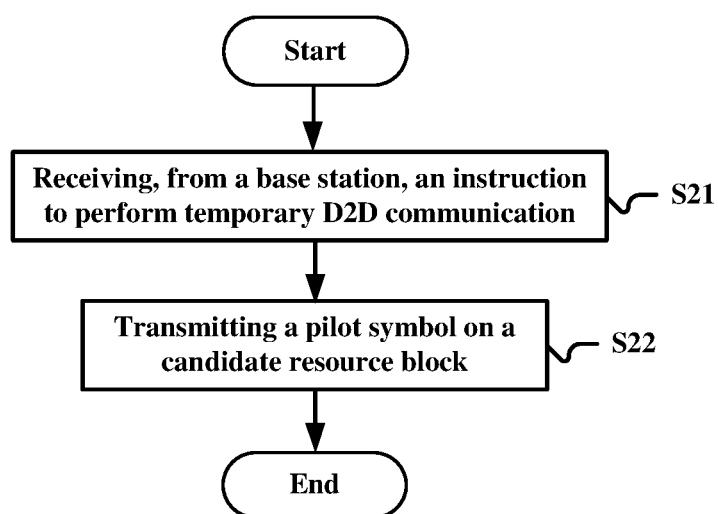 Start
Receiving, from a base station, an instruction
to perform temporary D2D communication
S21
Transmitting a pilot symbol on a
candidate resource block
S22
End